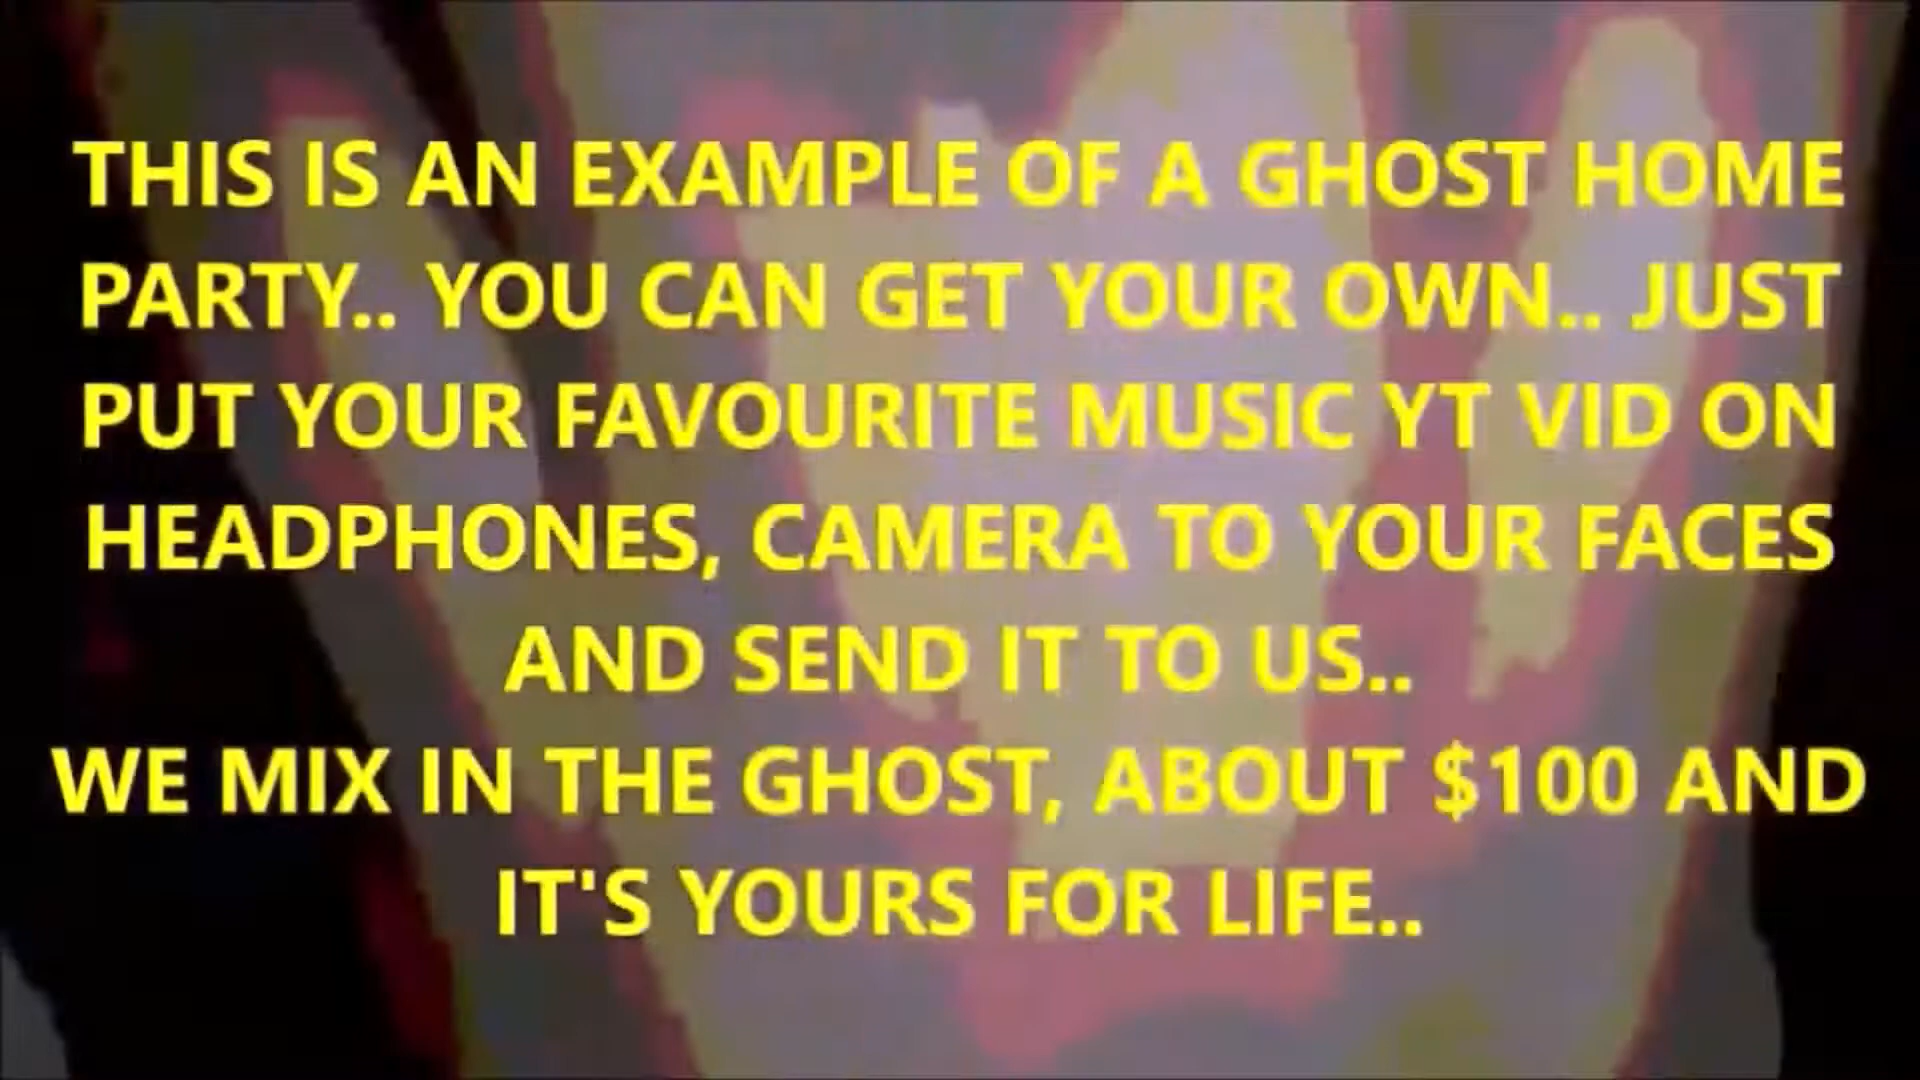 THIS IS AN EXAMPLE OF A GHOST HOME
PARTY.. YOU CAN GET YOUR OWN.. JUST
PUT YOUR FAVOURITE MUSIC YT VID ON
HEADPHONES, CAMERA TO YOUR FACES
AND SEND IT TO US..
WE MIX IN THE GHOST, ABOUT $100 AND
IT'S YOURS FOR LIFE..